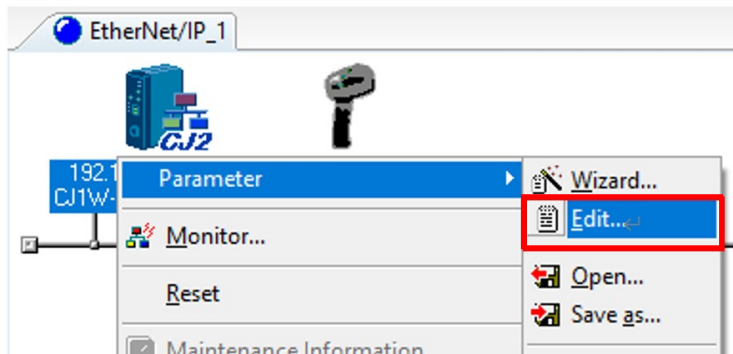 EtherNet/IP_1
CJ2
192.1
CJ1W-
Parameter
Monitor...
Reset
Maintenance Information
Wizard...
Edit...↵
Open...
Save as...